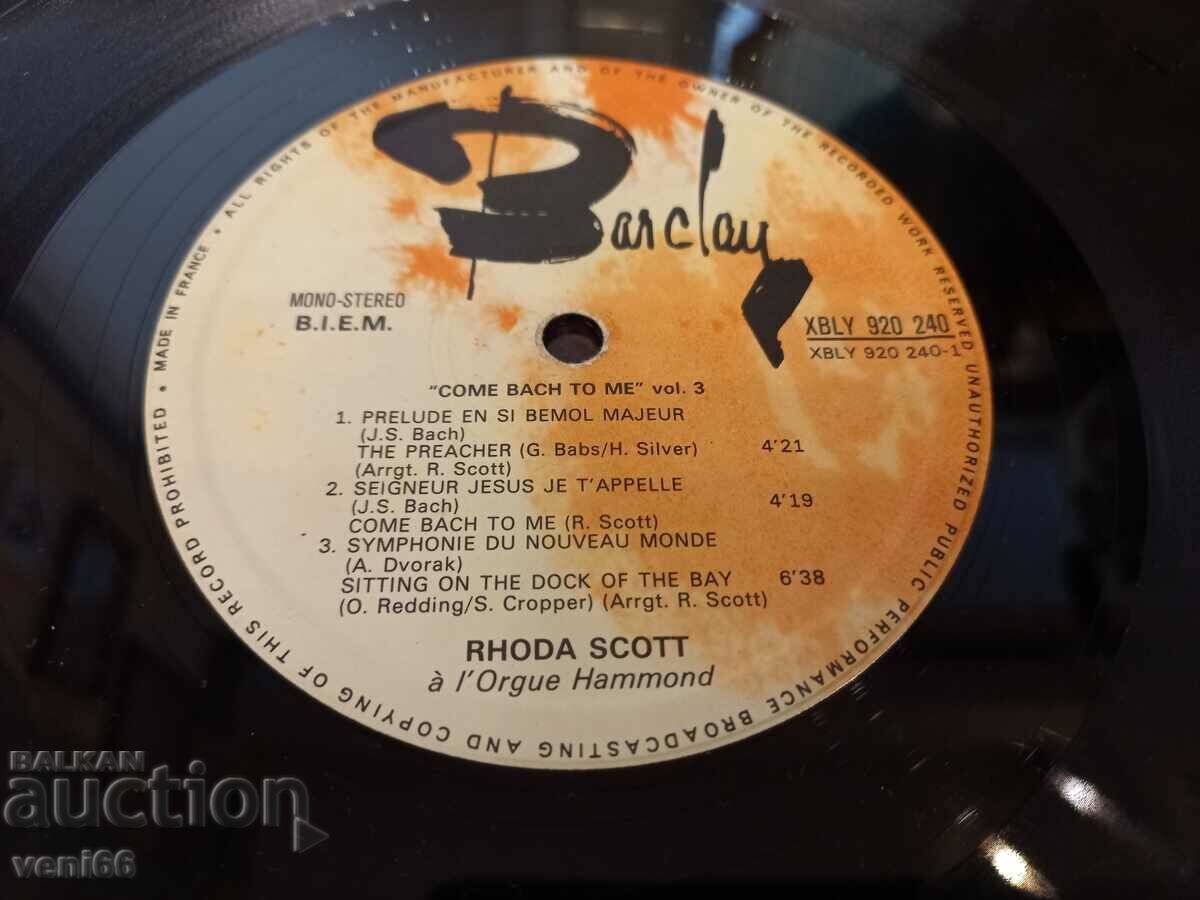 MADE IN FRANCE • ALL RIGHTS OF THE MANUFACTURER AND OF THE OWNER OF THE RECORDED WORK RESERVED UNAUTHORIZED PUBLIC PERFORMANCE BROADCASTING AND COPYING OF THIS RECORD PROHIBITED •
Barclay
MONO-STEREO
B.I.E.M.
XBLY 920 240
XBLY 920 240-1
"COME BACH TO ME" vol. 3
1. PRELUDE EN SI BEMOL MAJEUR
(J.S. Bach)
THE PREACHER (G. Babs/H. Silver) 4'21
(Arrgt. R. Scott)
2. SEIGNEUR JESUS JE T'APPELLE
(J.S. Bach) 4'19
COME BACH TO ME (R. Scott)
3. SYMPHONIE DU NOUVEAU MONDE
(A. Dvorak)
SITTING ON THE DOCK OF THE BAY 6'38
(O. Redding/S. Cropper) (Arrgt. R. Scott)
RHODA SCOTT
à l'Orgue Hammond
BALKAN
auction
veni66